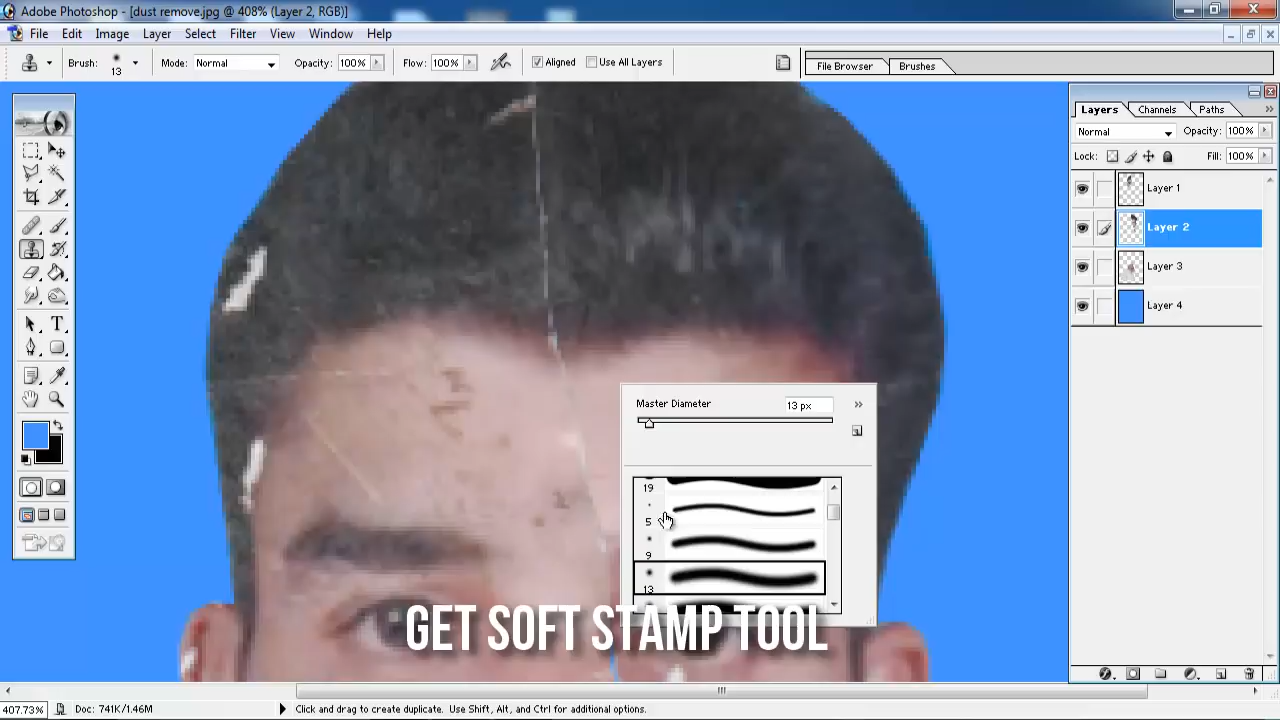 Adobe Photoshop - [dust remove.jpg @ 408% (Layer 2, RGB)]
File Edit Image Layer Select Filter View Window Help
Brush: 13 Mode: Normal Opacity: 100% Flow: 100% Aligned Use All Layers File Browser Brushes
Layers Channels Paths
Normal Opacity: 100%
Lock: Fill: 100%
Layer 1
Layer 2
Layer 3
Layer 4
Master Diameter 13 px
19
5
9
13
GET SOFT STAMP TOOL
407.73% Doc: 741K/1.46M Click and drag to create duplicate. Use Shift, Alt, and Ctrl for additional options.